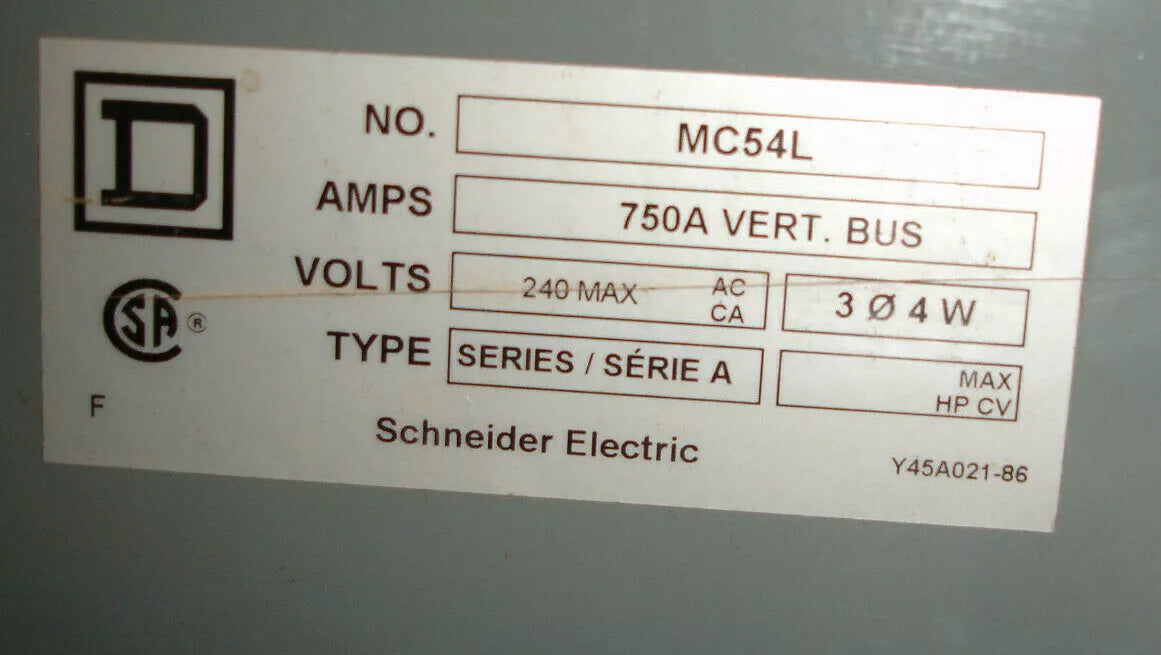 D
NO. MC54L
AMPS 750A VERT. BUS
VOLTS 240 MAX AC CA 3 Ø 4 W
TYPE SERIES / SÉRIE A MAX HP CV
SA ®
F
Schneider Electric
Y45A021-86